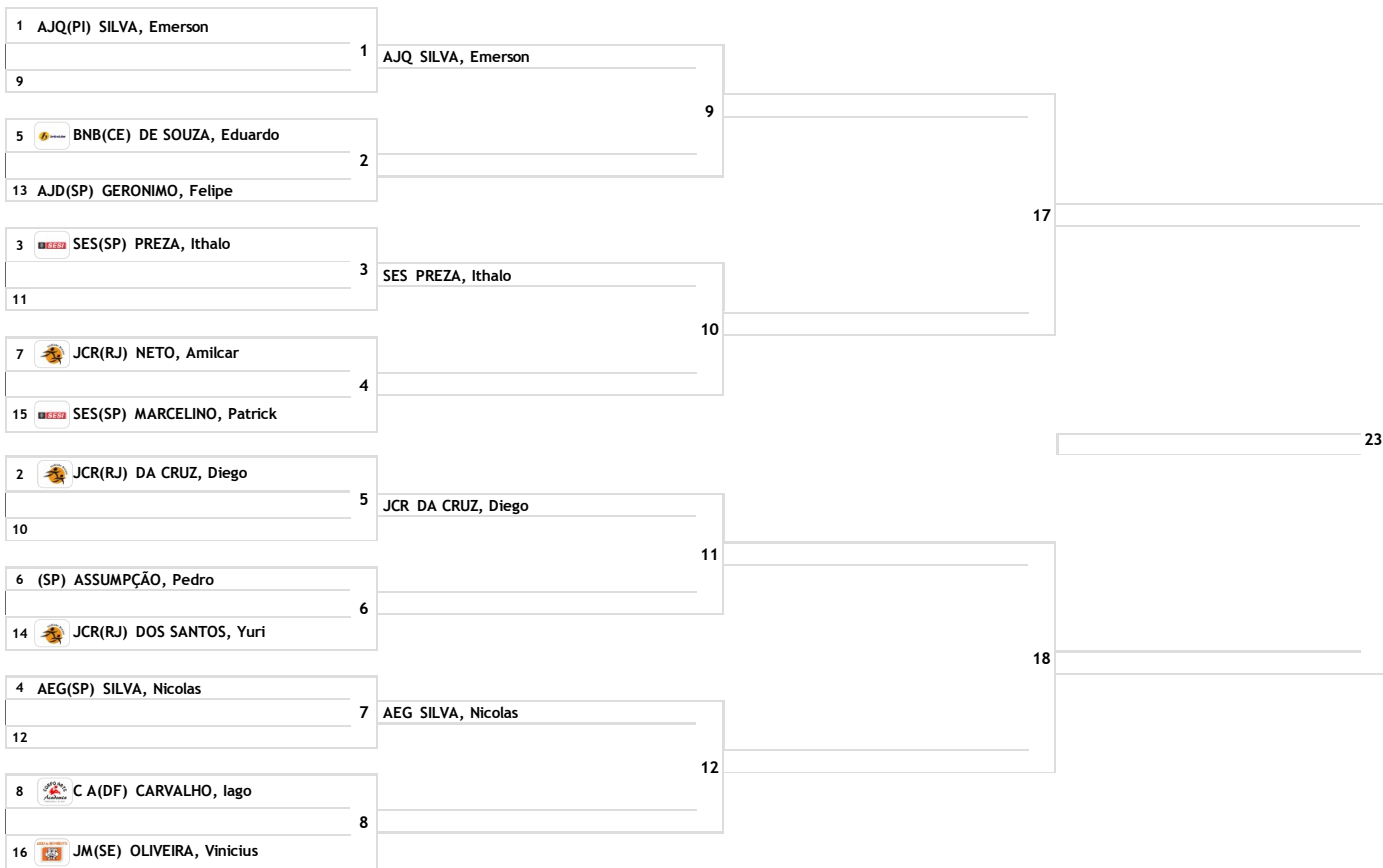 1 AJQ(PI) SILVA, Emerson
1
AJQ SILVA, Emerson
9
9
5 BNB(CE) DE SOUZA, Eduardo
2
13 AJD(SP) GERONIMO, Felipe
17
3 SESI SES(SP) PREZA, Ithalo
3
SES PREZA, Ithalo
11
10
7 JCR(RJ) NETO, Amilcar
4
15 SESI SES(SP) MARCELINO, Patrick
23
2 JCR(RJ) DA CRUZ, Diego
5
JCR DA CRUZ, Diego
10
11
6 (SP) ASSUMPÇÃO, Pedro
6
14 JCR(RJ) DOS SANTOS, Yuri
18
4 AEG(SP) SILVA, Nicolas
7
AEG SILVA, Nicolas
12
12
8 C A(DF) CARVALHO, Iago
8
16 JM(SE) OLIVEIRA, Vinicius